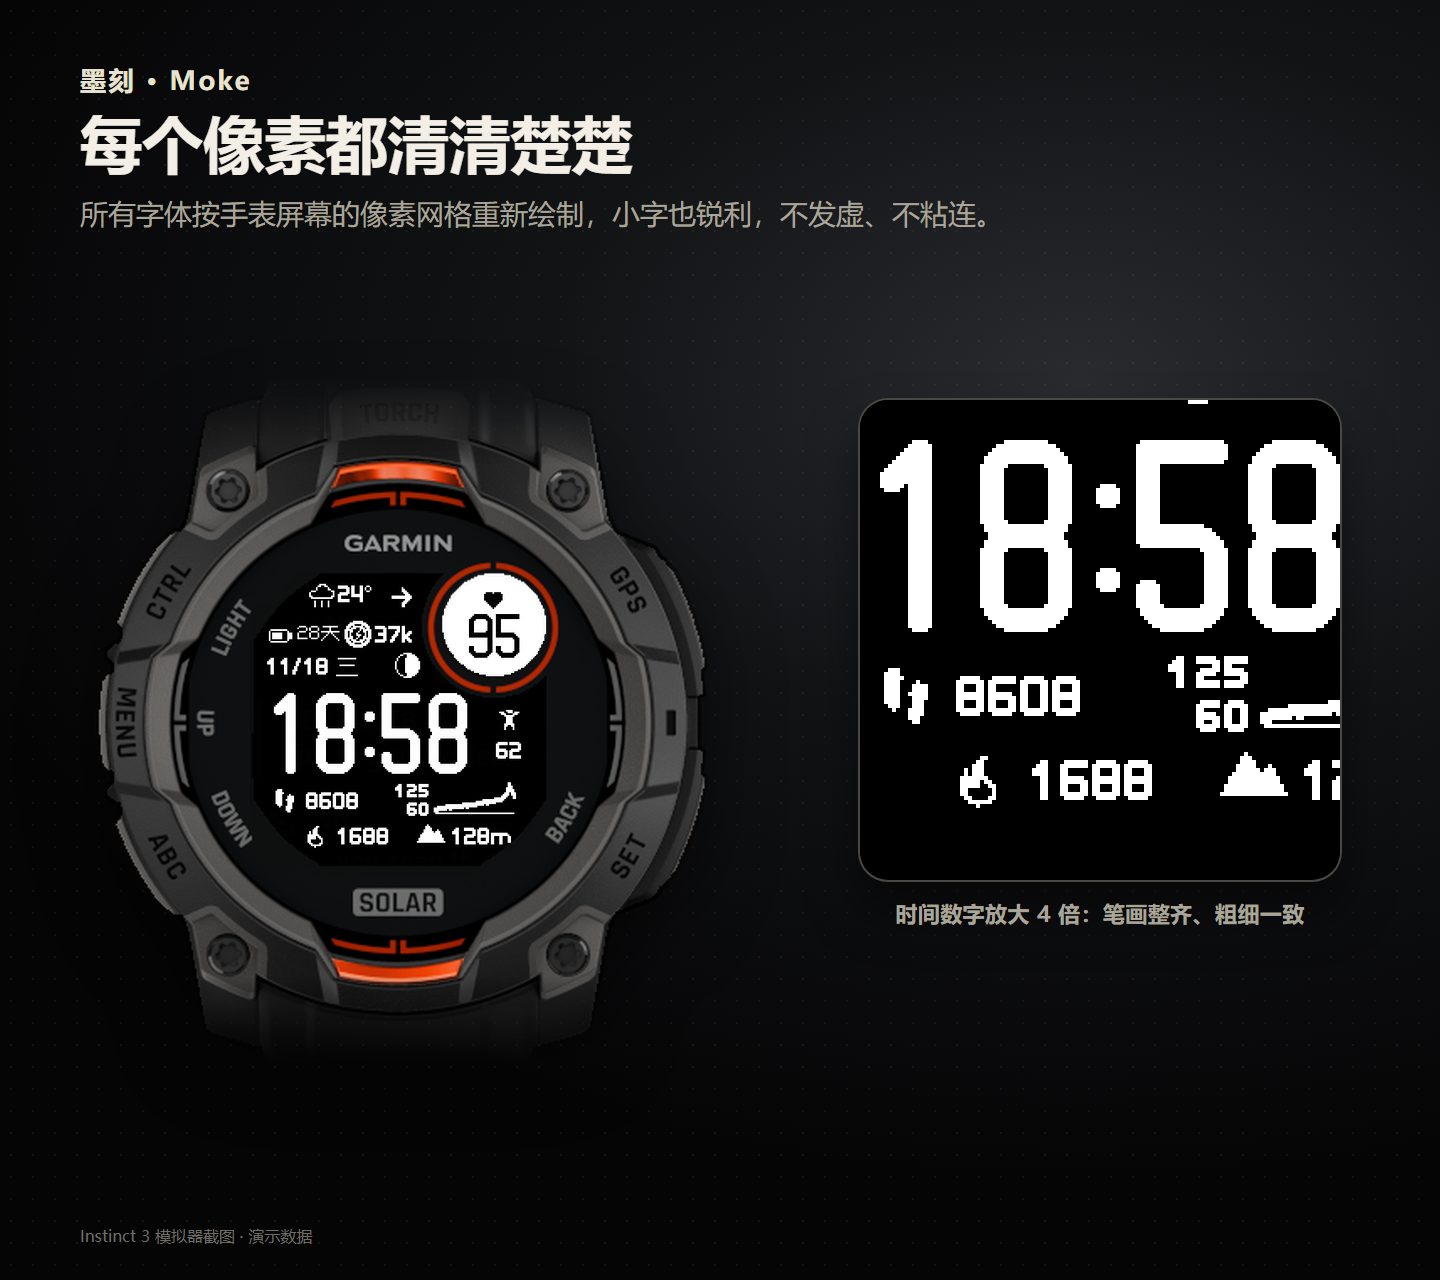 墨刻 · Moke
每个像素都清清楚楚
所有字体按手表屏幕的像素网格重新绘制，小字也锐利，不发虚、不粘连。
TORCH
GARMIN
CTRL
LIGHT
GPS
MENU
UP
DOWN
ABC
BACK
SET
SOLAR
24°
95
28天 37k
11/18 三
18:58
62
8608
125
60
1688
128m
18:58
8608
125
60
1688
时间数字放大 4 倍：笔画整齐、粗细一致
Instinct 3 模拟器截图 · 演示数据